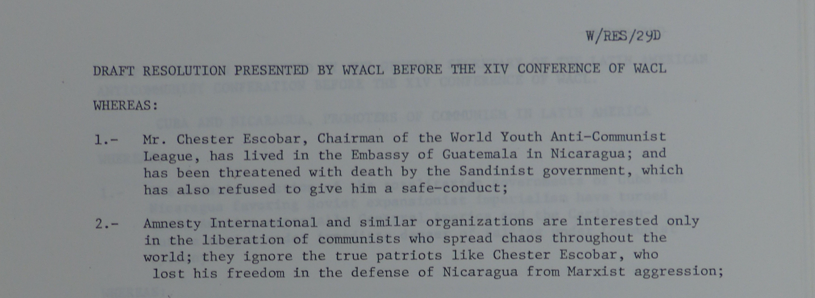 W/RES/29D
DRAFT RESOLUTION PRESENTED BY WYACL BEFORE THE XIV CONFERENCE OF WACL
WHEREAS:
1.- Mr. Chester Escobar, Chairman of the World Youth Anti-Communist
League, has lived in the Embassy of Guatemala in Nicaragua; and
has been threatened with death by the Sandinist government, which
has also refused to give him a safe-conduct;
2.- Amnesty International and similar organizations are interested only
in the liberation of communists who spread chaos throughout the
world; they ignore the true patriots like Chester Escobar, who
lost his freedom in the defense of Nicaragua from Marxist aggression;